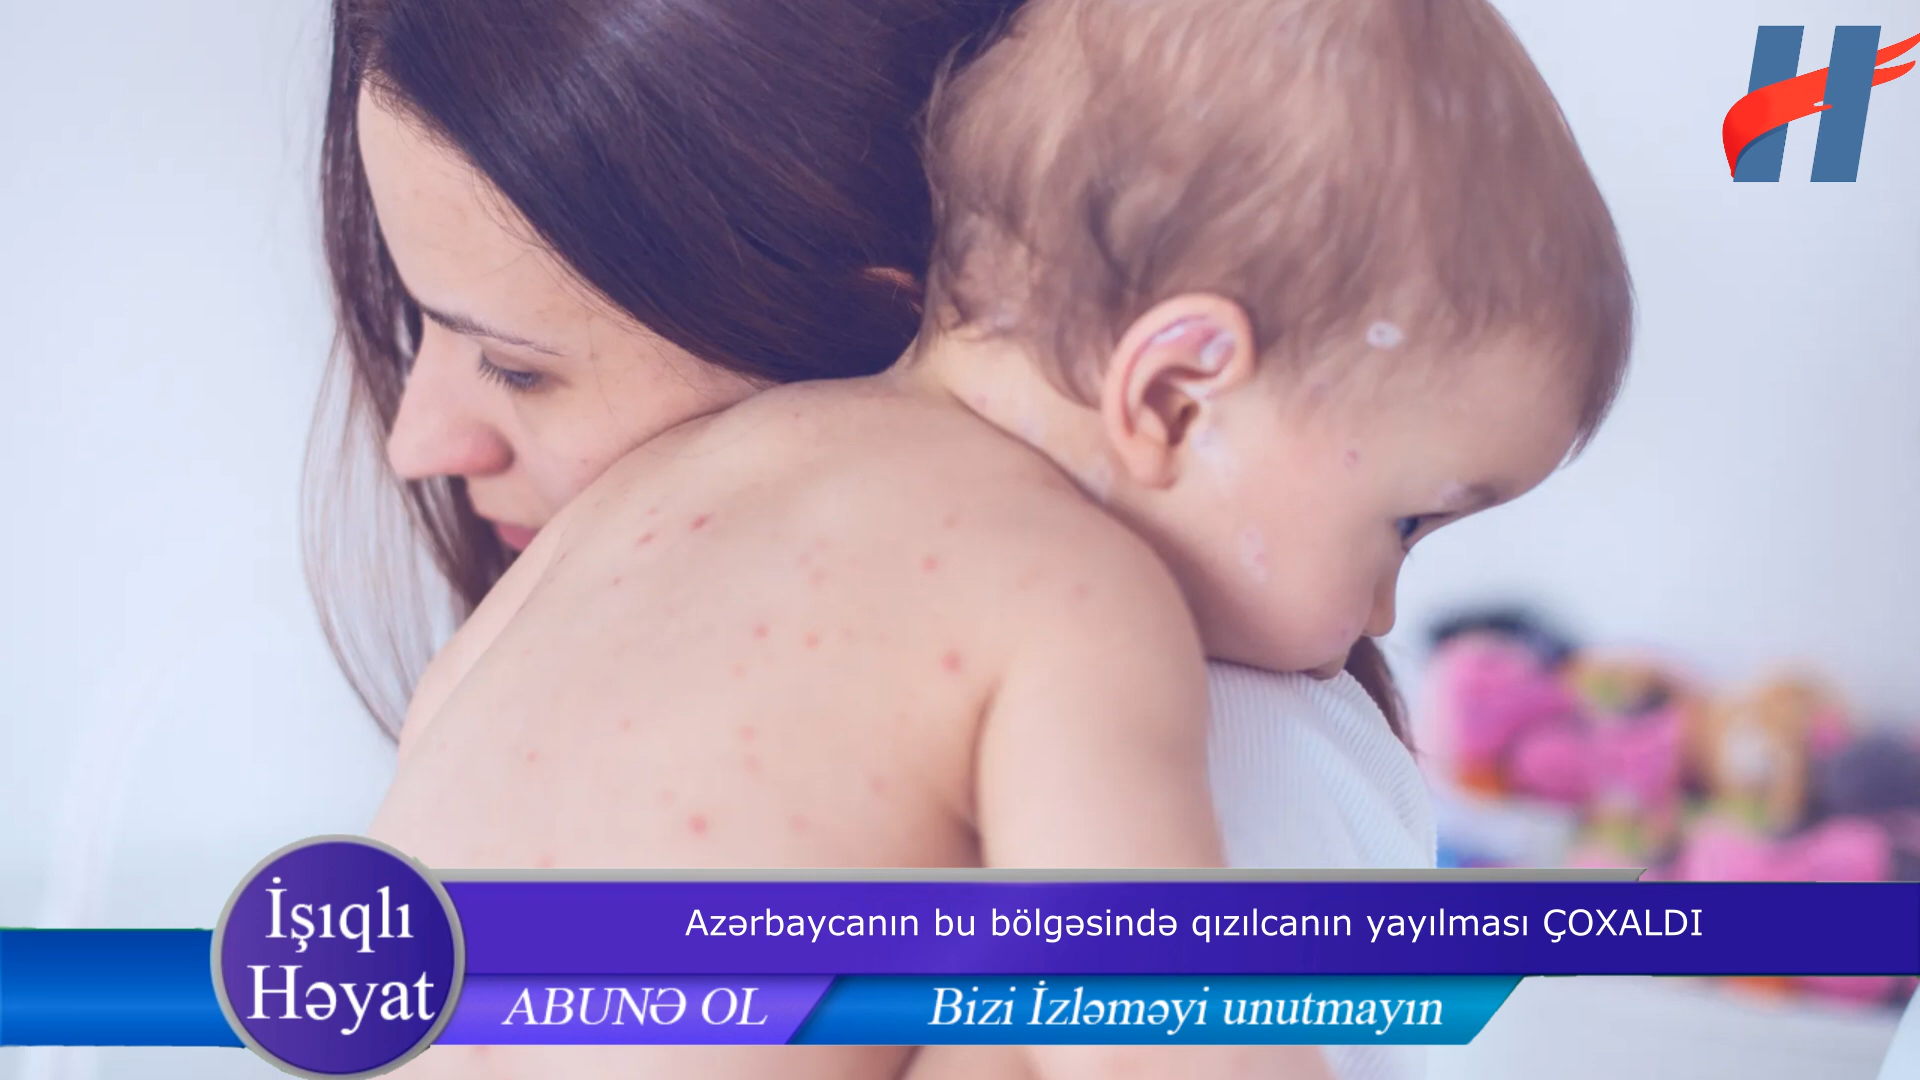 Azərbaycanın bu bölgəsində qızılcanın yayılması ÇOXALDI
İşıqlı
Həyat
ABUNƏ OL
Bizi İzləməyi unutmayın